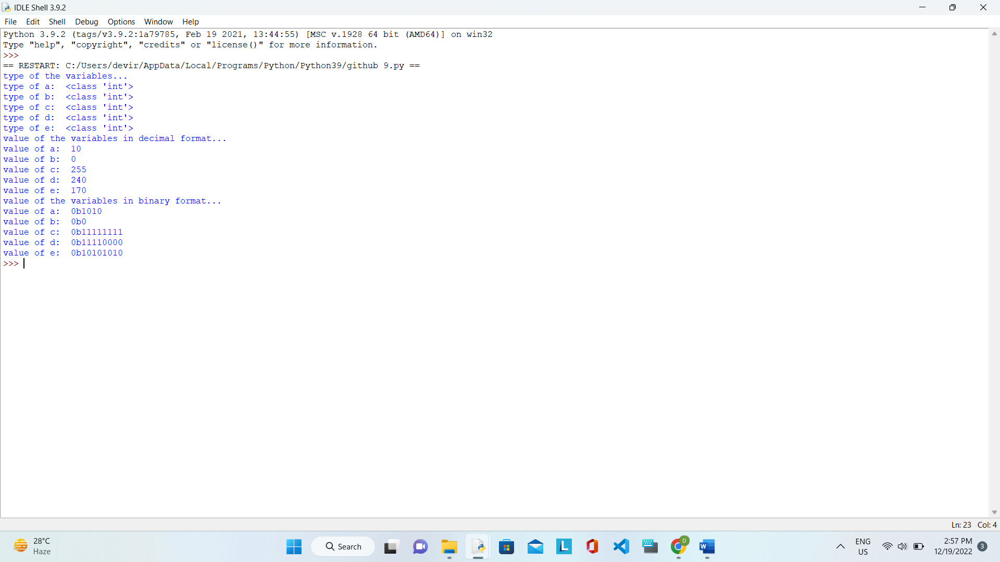 IDLE Shell 3.9.2
File Edit Shell Debug Options Window Help
Python 3.9.2 (tags/v3.9.2:1a79785, Feb 19 2021, 13:44:55) [MSC v.1928 64 bit (AMD64)] on win32
Type "help", "copyright", "credits" or "license()" for more information.
>>>
== RESTART: C:/Users/devir/AppData/Local/Programs/Python/Python39/github 9.py ==
type of the variables...
type of a:  <class 'int'>
type of b:  <class 'int'>
type of c:  <class 'int'>
type of d:  <class 'int'>
type of e:  <class 'int'>
value of the variables in decimal format...
value of a:  10
value of b:  0
value of c:  255
value of d:  240
value of e:  170
value of the variables in binary format...
value of a:  0b1010
value of b:  0b0
value of c:  0b11111111
value of d:  0b11110000
value of e:  0b10101010
>>>
Ln: 23 Col: 4
28°C
Haze
Search
L
D
W
ENG
US
2:57 PM
12/19/2022
3